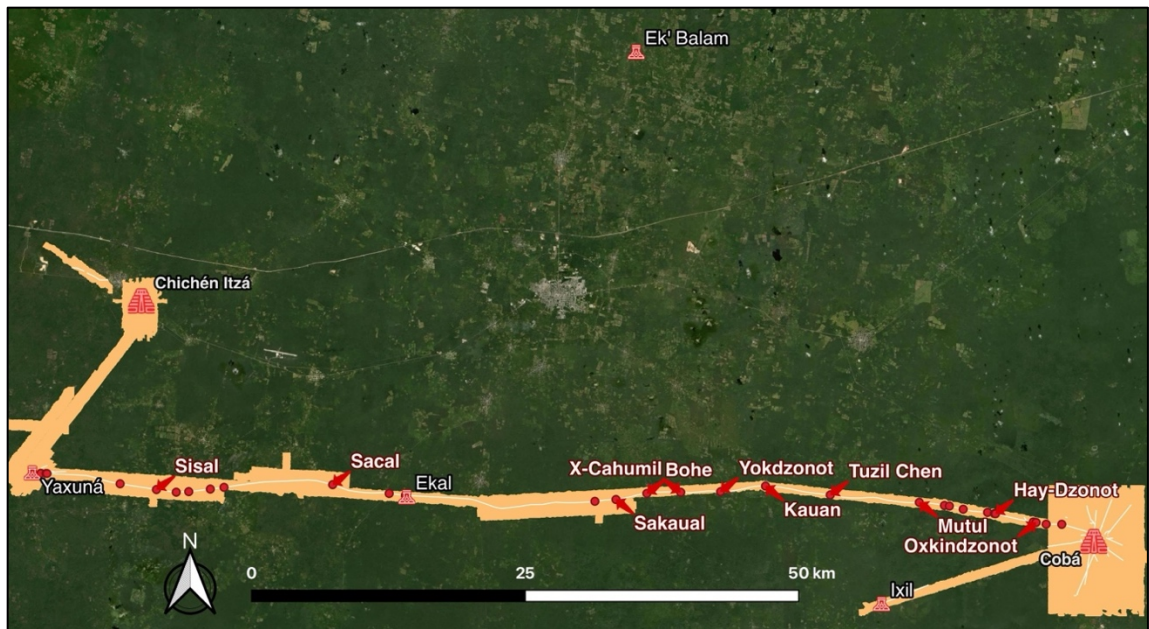 Ek' Balam
Chichén Itzá
Sisal
Sacal
X-Cahumil Bohe
Yokdzonot
Tuzil Chen
Yaxuná
Ekal
Hay-Dzonot
Kauan
Sakaual
Mutul
Oxkindzonot
Cobá
N
0 25 50 km
Ixil